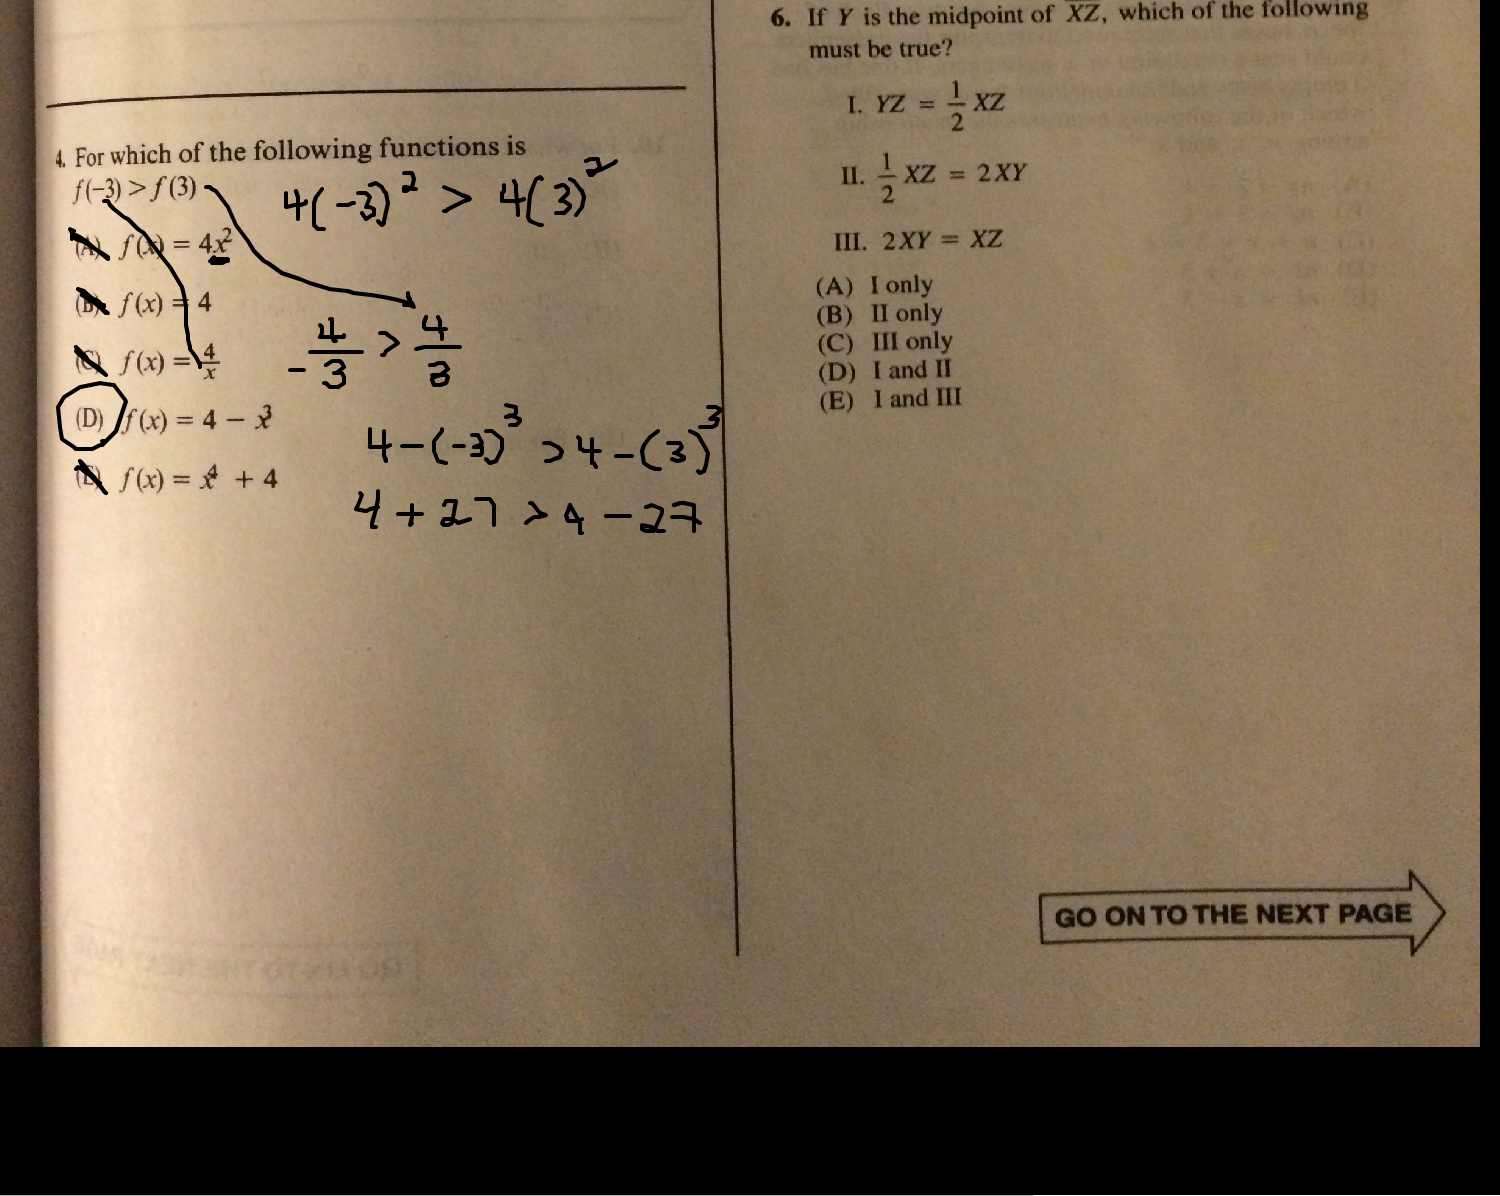 4. For which of the following functions is
f(−3) > f(3)
4(-3)² > 4(3)²
(A) f(x) = 4x²
(B) f(x) = 4
(C) f(x) = 4/x
-4/3 > 4/3
(D) f(x) = 4 − x³
4-(-3)³ > 4-(3)³
(E) f(x) = x⁴ + 4
4+27 > 4-27
6. If Y is the midpoint of XZ, which of the following
must be true?
I. YZ = 1/2 XZ
II. 1/2 XZ = 2XY
III. 2XY = XZ
(A) I only
(B) II only
(C) III only
(D) I and II
(E) I and III
GO ON TO THE NEXT PAGE